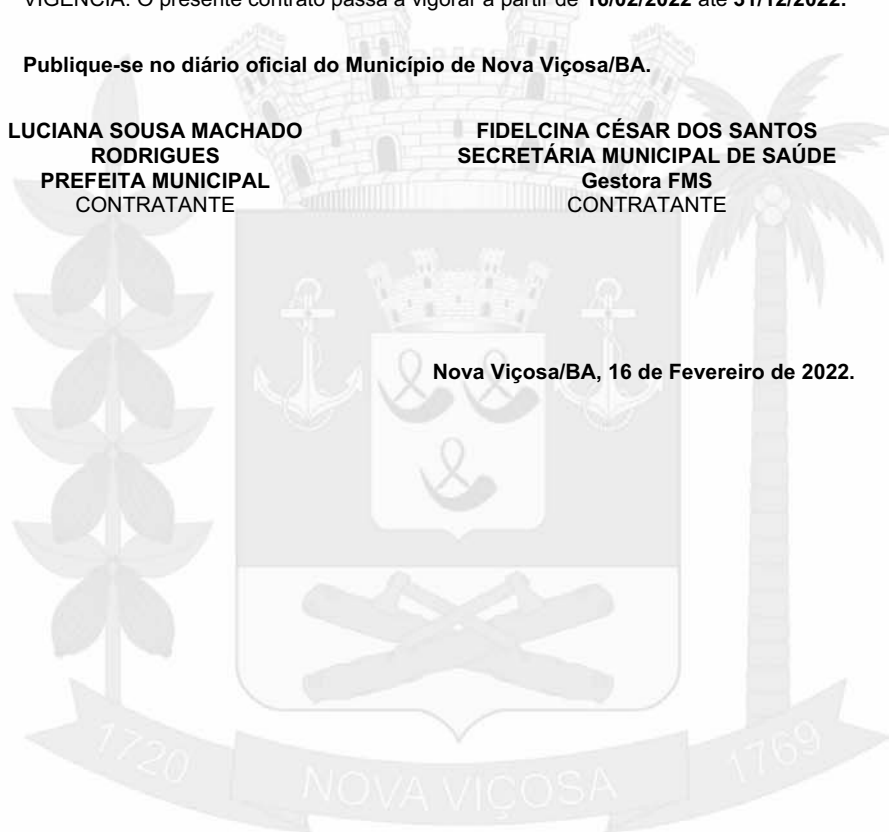 VIGÊNCIA: O presente contrato passa a vigorar a partir de 16/02/2022 até 31/12/2022.
Publique-se no diário oficial do Município de Nova Viçosa/BA.
LUCIANA SOUSA MACHADO
RODRIGUES
PREFEITA MUNICIPAL
CONTRATANTE
FIDELCINA CÉSAR DOS SANTOS
SECRETÁRIA MUNICIPAL DE SAÚDE
Gestora FMS
CONTRATANTE
Nova Viçosa/BA, 16 de Fevereiro de 2022.
1720
NOVA VIÇOSA
1769